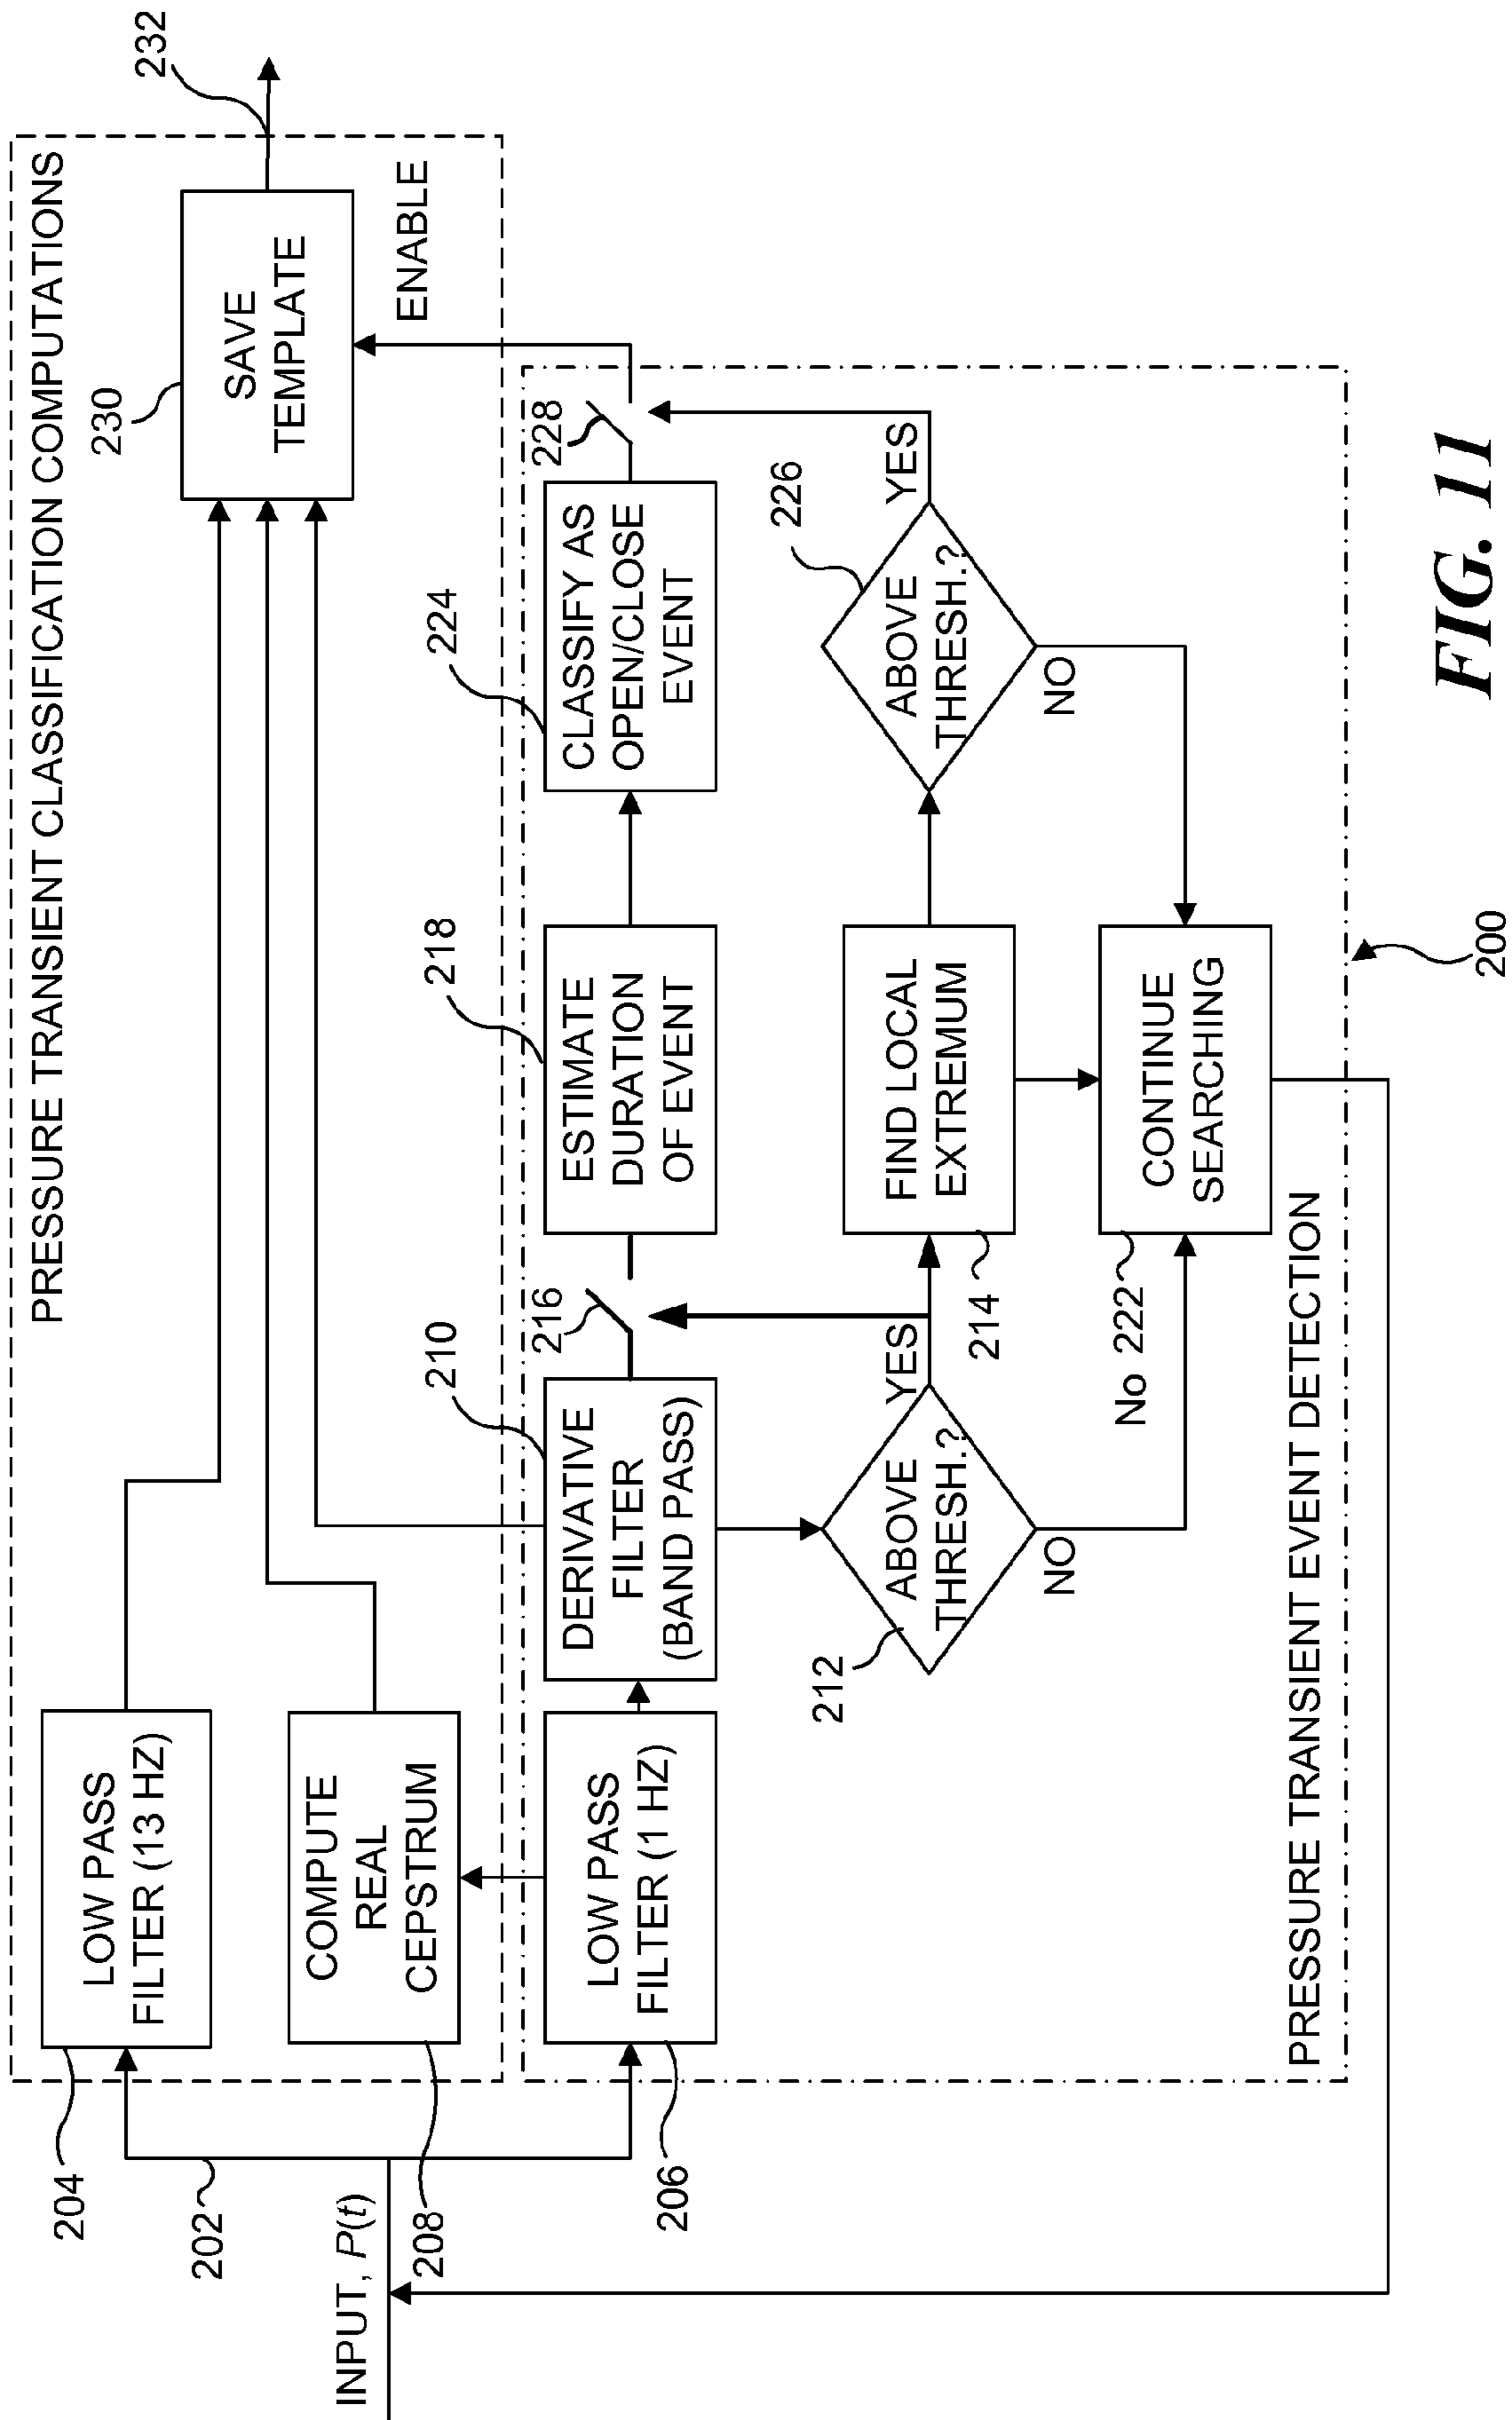 PRESSURE TRANSIENT CLASSIFICATION COMPUTATIONS
232
204
LOW PASS
FILTER (13 HZ)
230
SAVE
TEMPLATE
202
COMPUTE
REAL
CEPSTRUM
ENABLE
INPUT, P(t)
208
210
218
224
216
228
206
LOW PASS
FILTER (1 HZ)
DERIVATIVE
FILTER
(BAND PASS)
ESTIMATE
DURATION
OF EVENT
CLASSIFY AS
OPEN/CLOSE
EVENT
212
ABOVE
THRESH.?
YES
NO
FIND LOCAL
EXTREMUM
214
226
ABOVE
THRESH.?
YES
NO
No 222
CONTINUE
SEARCHING
PRESSURE TRANSIENT EVENT DETECTION
200
FIG. 11